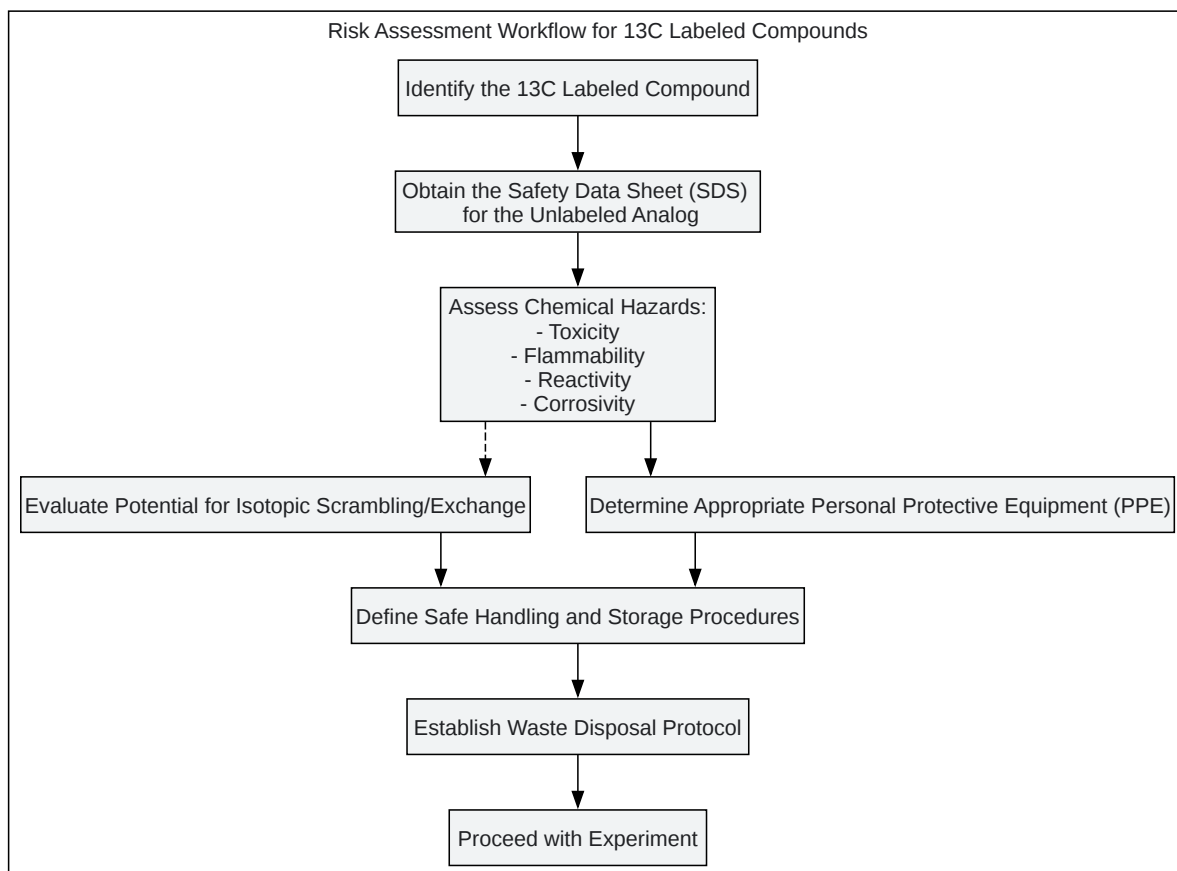 Risk Assessment Workflow for 13C Labeled Compounds
Identify the 13C Labeled Compound
Obtain the Safety Data Sheet (SDS)
for the Unlabeled Analog
Assess Chemical Hazards:
- Toxicity
- Flammability
- Reactivity
- Corrosivity
Evaluate Potential for Isotopic Scrambling/Exchange
Determine Appropriate Personal Protective Equipment (PPE)
Define Safe Handling and Storage Procedures
Establish Waste Disposal Protocol
Proceed with Experiment